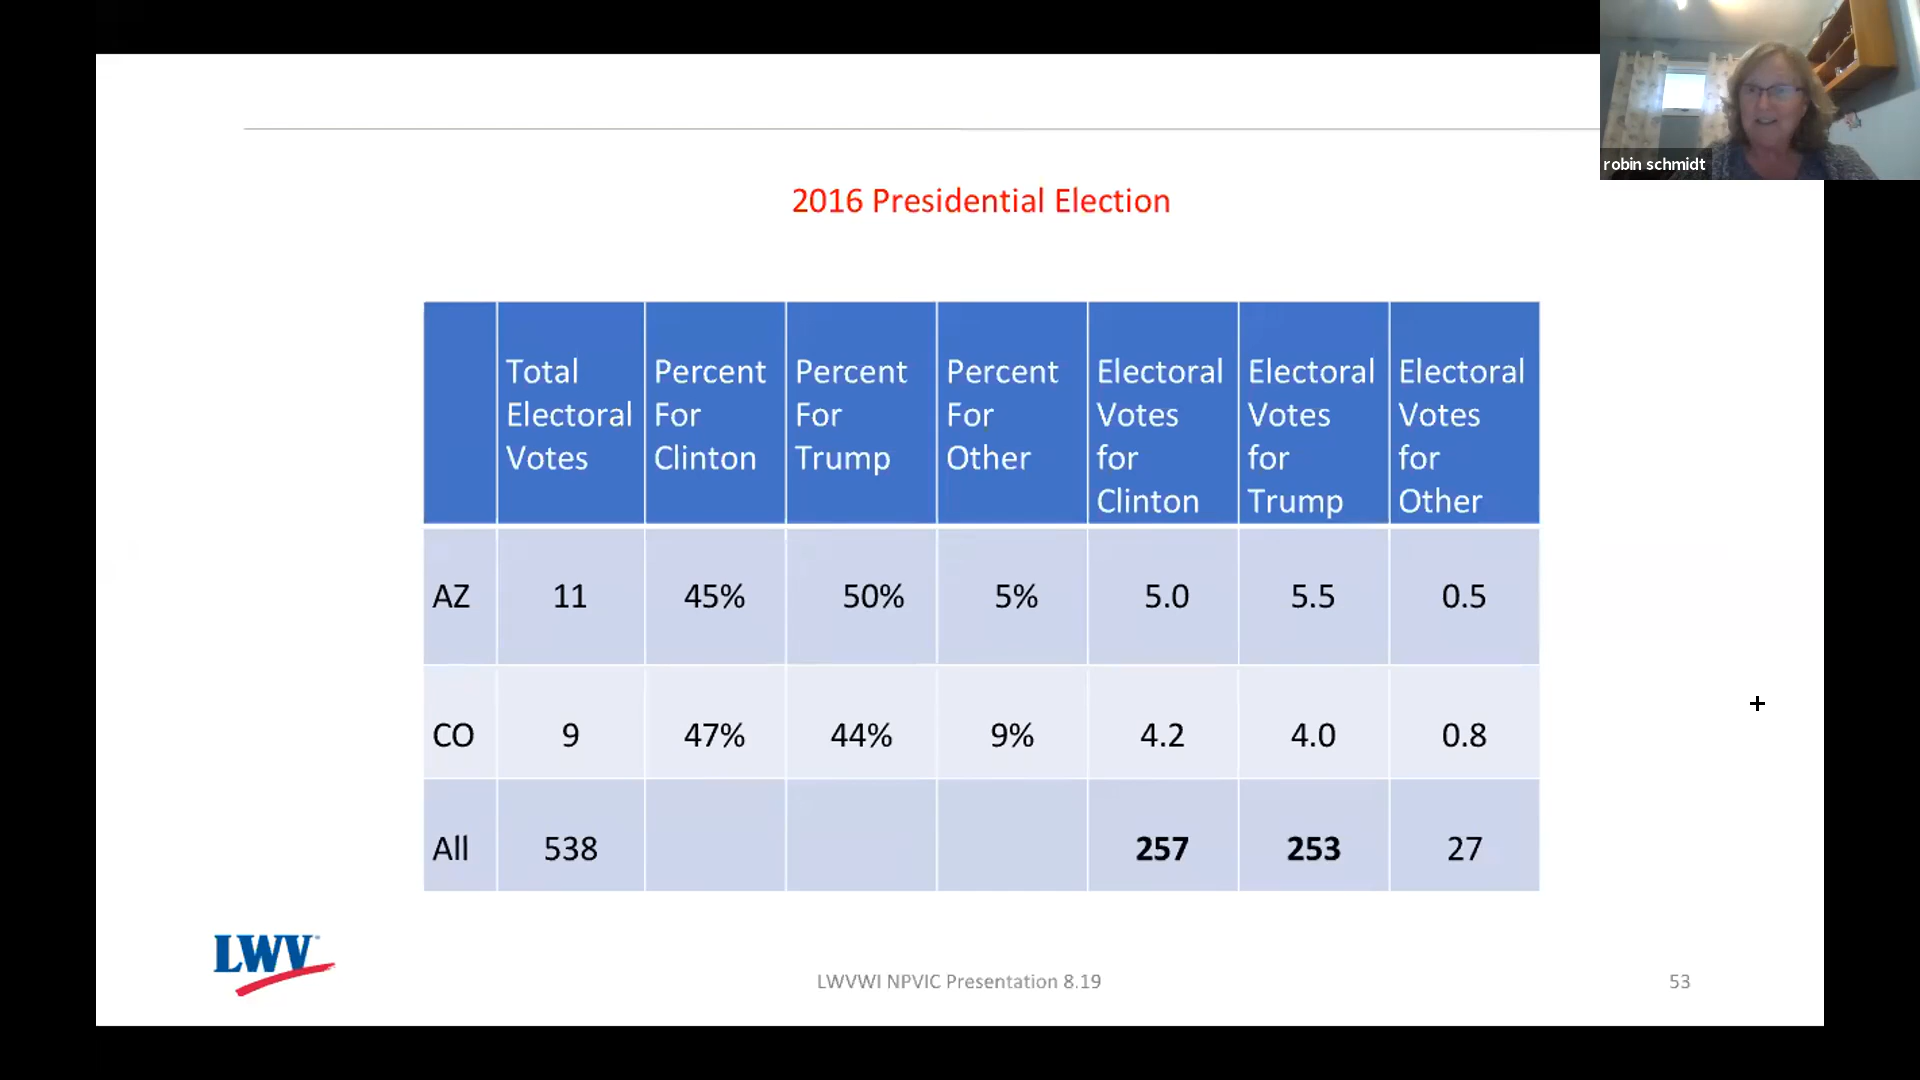 robin schmidt
2016 Presidential Election
Total Electoral Votes
Percent For Clinton
Percent For Trump
Percent For Other
Electoral Votes for Clinton
Electoral Votes for Trump
Electoral Votes for Other
AZ 11 45% 50% 5% 5.0 5.5 0.5
CO 9 47% 44% 9% 4.2 4.0 0.8
All 538 257 253 27
LWV
LWVWI NPVIC Presentation 8.19
53